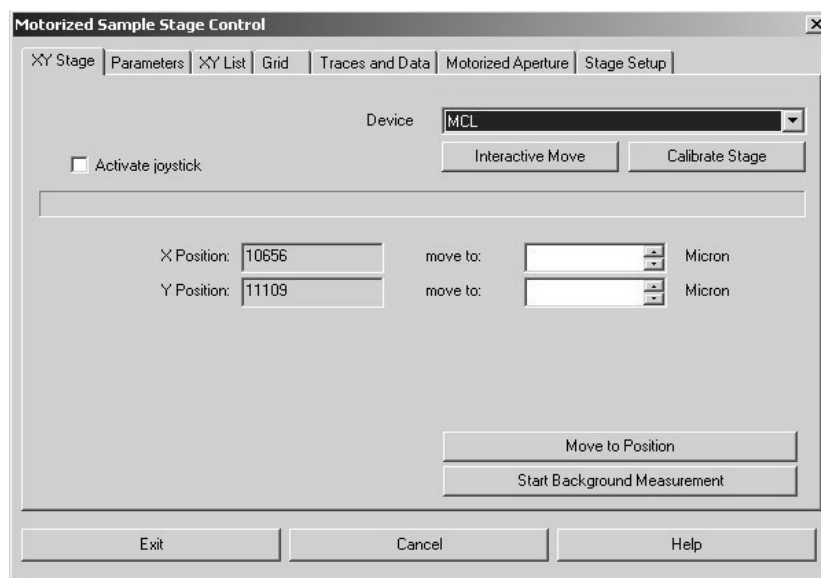 Motorized Sample Stage Control
XY Stage Parameters XY List Grid Traces and Data Motorized Aperture Stage Setup
Device MCL
Activate joystick Interactive Move Calibrate Stage
X Position: 10656 move to: Micron
Y Position: 11109 move to: Micron
Move to Position
Start Background Measurement
Exit Cancel Help